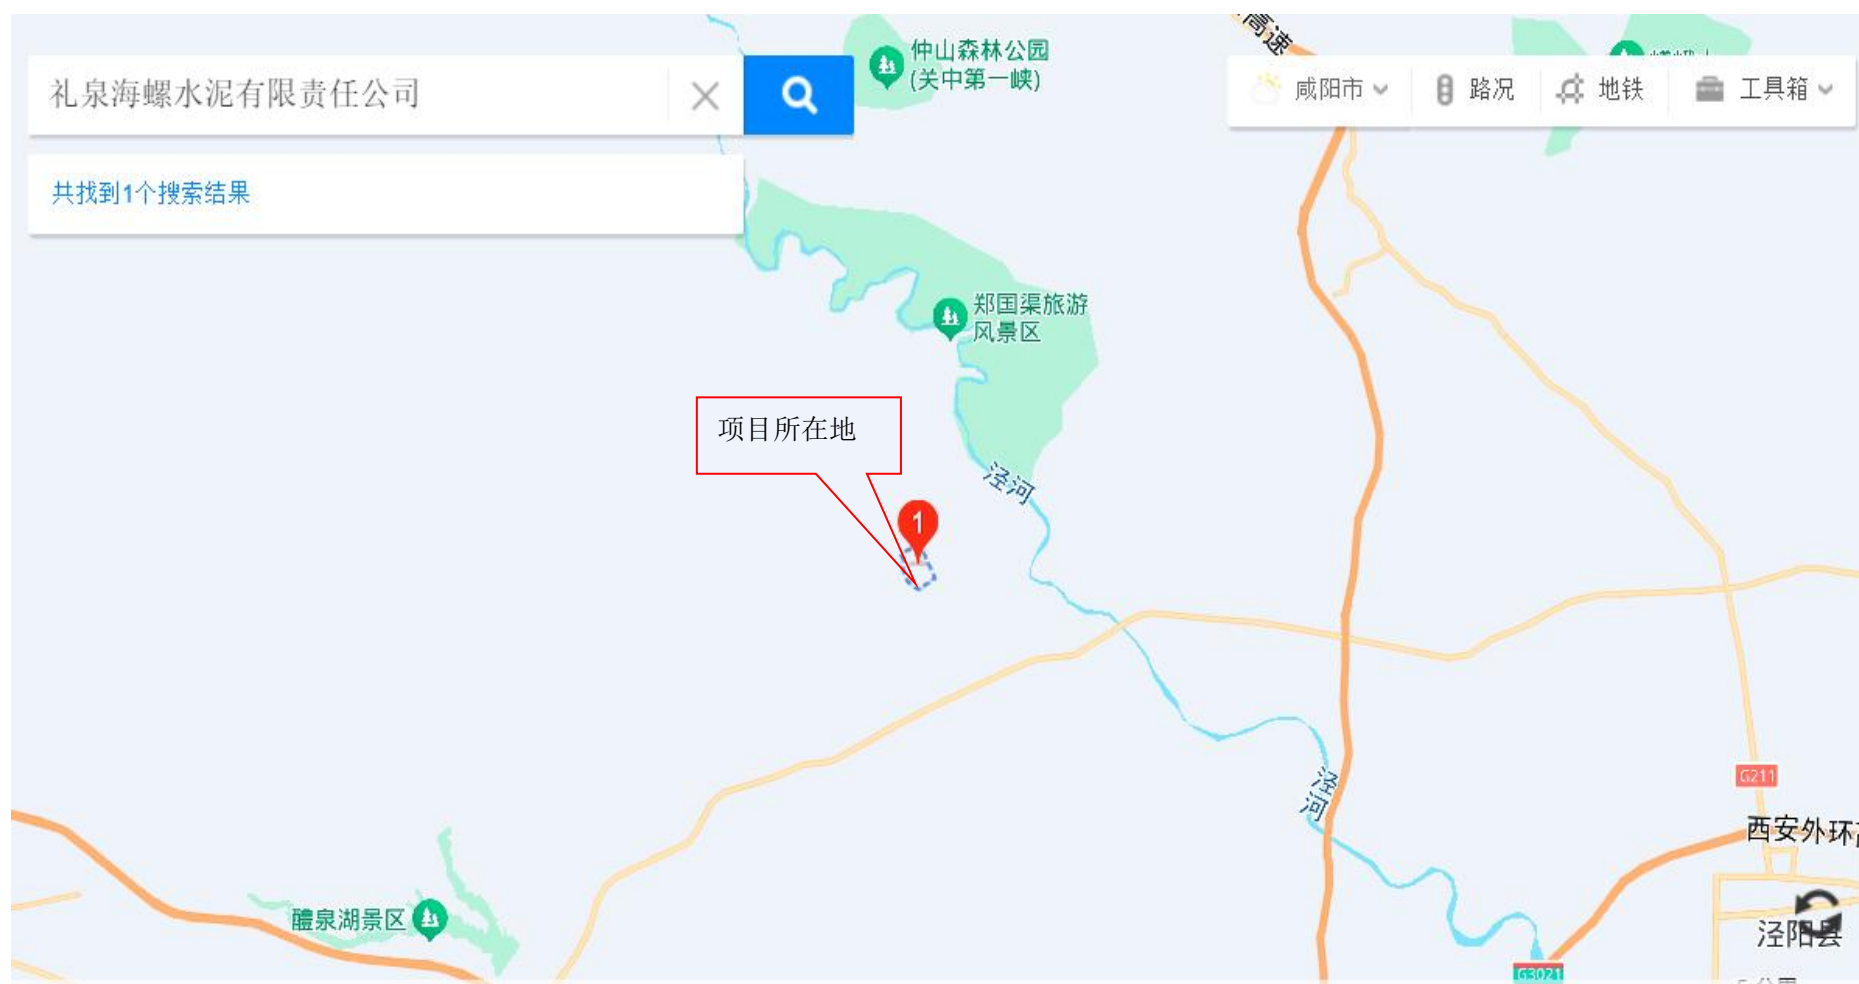 高速
仲山森林公园
(关中第一峡)
礼泉海螺水泥有限责任公司
咸阳市
路况
地铁
工具箱
共找到1个搜索结果
郑国渠旅游
风景区
项目所在地
泾河
1
G211
泾河
西安外环
醴泉湖景区
泾阳县
G3021